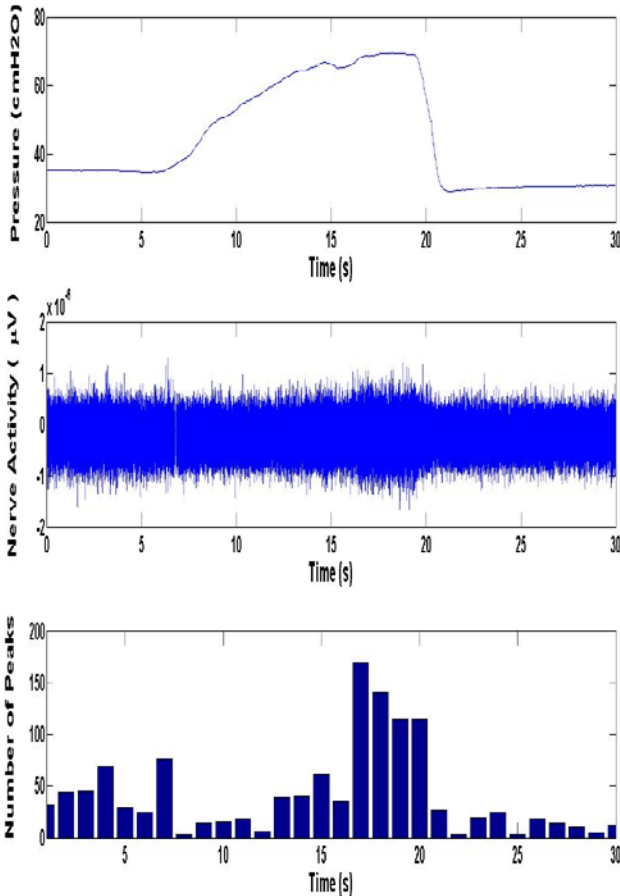 Pressure (cmH2O)
80
60
40
20
0 5 10 15 20 25 30
Time (s)
x 10^-6
Nerve Activity ( μV )
2
1
0
-1
-2
0 5 10 15 20 25 30
Time (s)
Number of Peaks
200
150
100
50
0
5 10 15 20 25 30
Time (s)